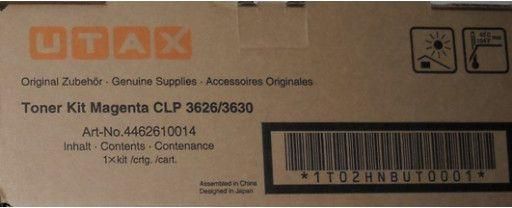 UTAX
Original Zubehör · Genuine Supplies · Accessoires Originales
Toner Kit Magenta CLP 3626/3630
Art-No.4462610014
Inhalt · Contents · Contenance
1×kit /crtg. /cart.
Assembled in China
Designed in Japan
*1T02HNBUT0001*